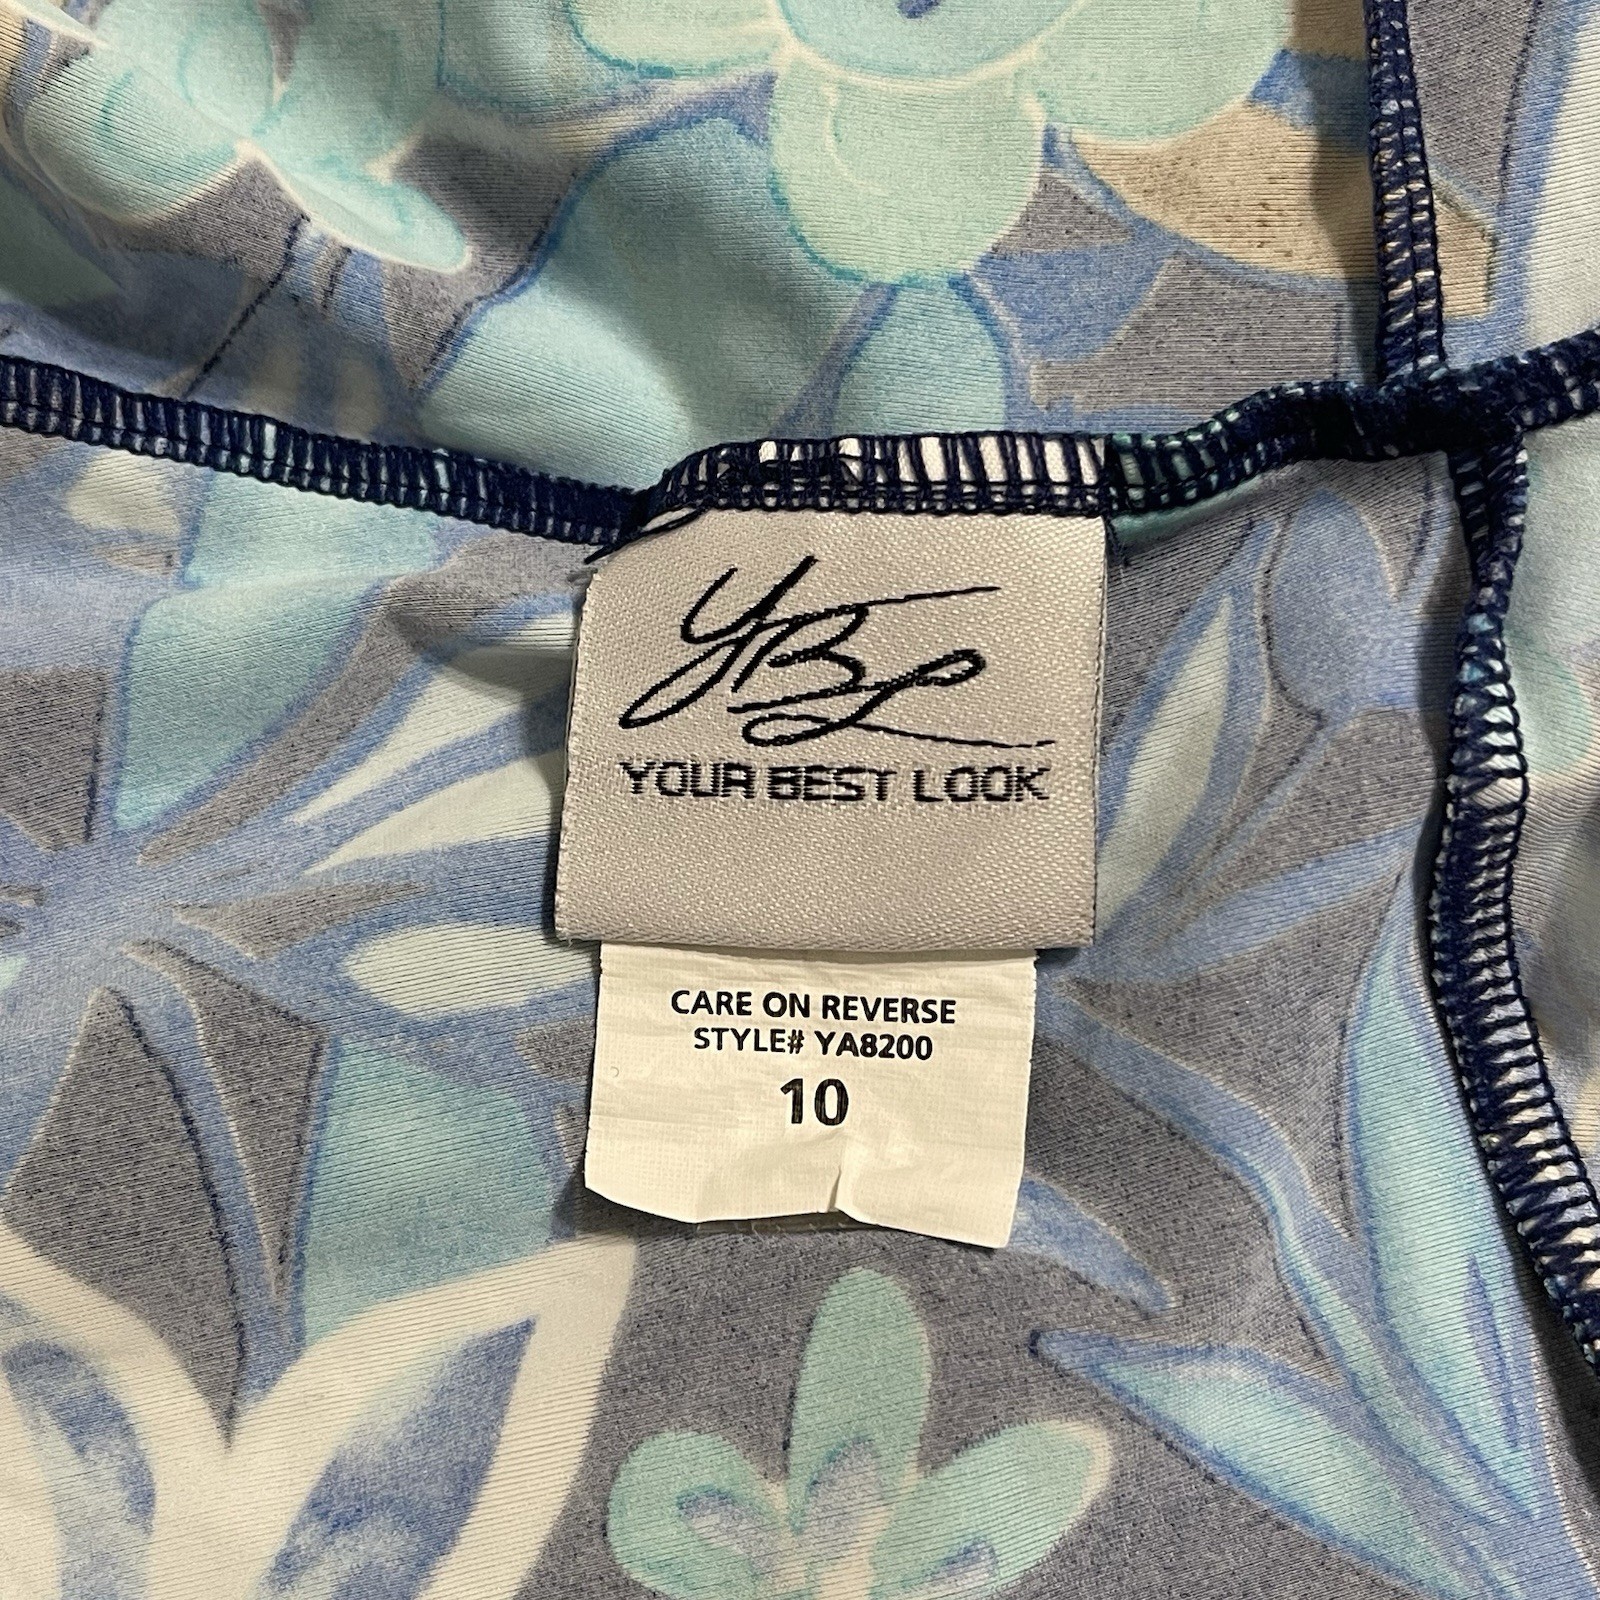 YBL
YOUR BEST LOOK
CARE ON REVERSE
STYLE# YA8200
10